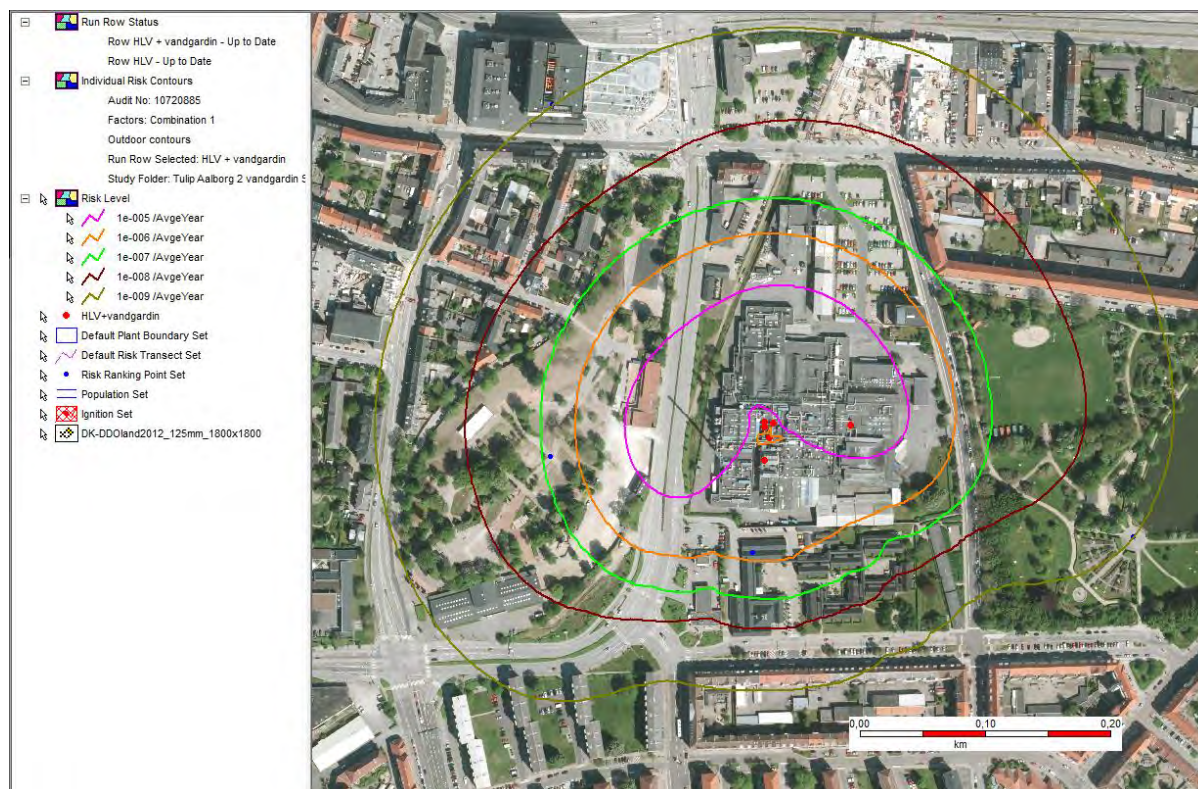 Run Row Status
Row HLV + vandgardin - Up to Date
Row HLV - Up to Date
Individual Risk Contours
Audit No: 10720885
Factors: Combination 1
Outdoor contours
Run Row Selected: HLV + vandgardin
Study Folder: Tulip Aalborg 2 vandgardin S
Risk Level
1e-005 /AvgeYear
1e-006 /AvgeYear
1e-007 /AvgeYear
1e-008 /AvgeYear
1e-009 /AvgeYear
HLV+vandgardin
Default Plant Boundary Set
Default Risk Transect Set
Risk Ranking Point Set
Population Set
Ignition Set
DK-DDOland2012_125mm_1800x1800
0,00 0,10 0,20
km